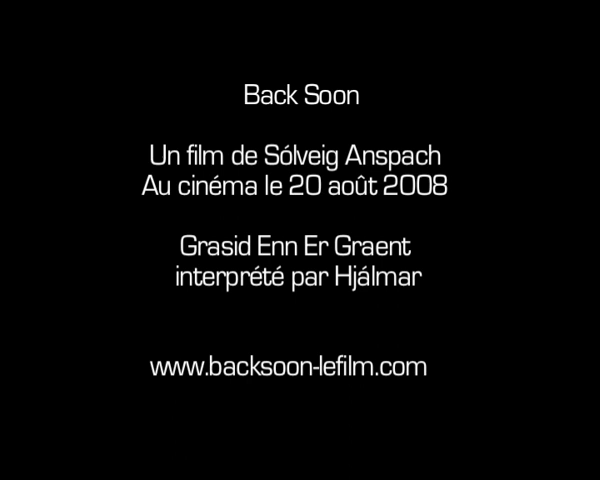 Back Soon
Un film de Sólveig Anspach
Au cinéma le 20 août 2008
Grasid Enn Er Graent
interprété par Hjálmar
www.backsoon-lefilm.com